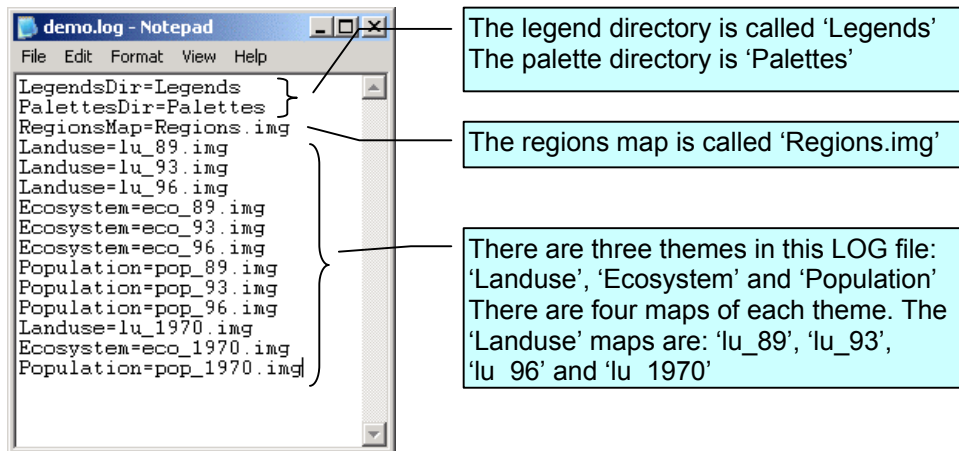 demo.log - Notepad
File Edit Format View Help
LegendsDir=Legends
PalettesDir=Palettes
RegionsMap=Regions.img
Landuse=lu_89.img
Landuse=lu_93.img
Landuse=lu_96.img
Ecosystem=eco_89.img
Ecosystem=eco_93.img
Ecosystem=eco_96.img
Population=pop_89.img
Population=pop_93.img
Population=pop_96.img
Landuse=lu_1970.img
Ecosystem=eco_1970.img
Population=pop_1970.img
The legend directory is called ‘Legends’
The palette directory is ‘Palettes’
The regions map is called ‘Regions.img’
There are three themes in this LOG file:
‘Landuse’, ‘Ecosystem’ and ‘Population’
There are four maps of each theme. The
‘Landuse’ maps are: ‘lu_89’, ‘lu_93’,
‘lu 96’ and ‘lu 1970’